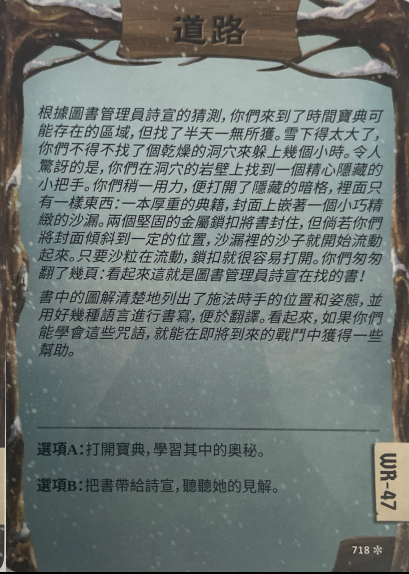 道路
根據圖書管理員詩宣的猜測，你們來到了時間寶典可
能存在的區域，但找了半天一無所獲。雪下得太大了，
你們不得不找了個乾燥的洞穴來躲上幾個小時。令人
驚訝的是，你們在洞穴的岩壁上找到一個精心隱藏的
小把手。你們稍一用力，便打開了隱藏的暗格，裡面只
有一樣東西：一本厚重的典籍，封面上嵌著一個小巧精
緻的沙漏。兩個堅固的金屬鎖扣將書封住，但倘若你們
將封面傾斜到一定的位置，沙漏裡的沙子就開始流動
起來。只要沙粒在流動，鎖扣就很容易打開。你們匆匆
翻了幾頁：看起來這就是圖書管理員詩宣在找的書！
書中的圖解清楚地列出了施法時手的位置和姿態，並
用好幾種語言進行書寫，便於翻譯。看起來，如果你們
能學會這些咒語，就能在即將到來的戰鬥中獲得一些
幫助。
選項A：打開寶典，學習其中的奧秘。
選項B：把書帶給詩宣，聽聽她的見解。
WR-47
718 ✻